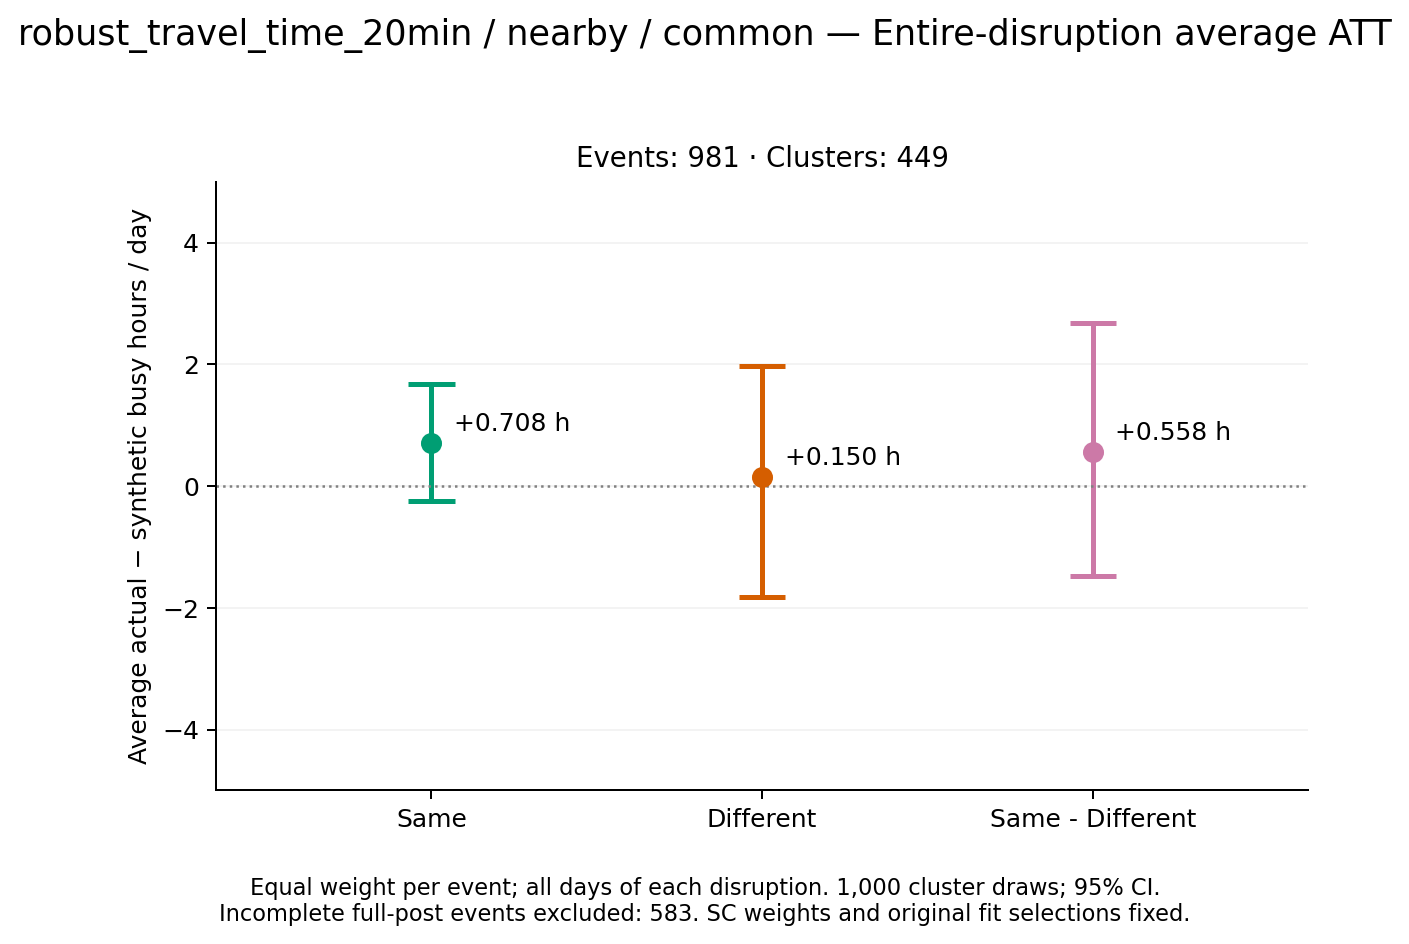 robust_travel_time_20min / nearby / common — Entire-disruption average ATT
Events: 981 · Clusters: 449
Average actual − synthetic busy hours / day
4
2
0
−2
−4
+0.708 h
+0.150 h
+0.558 h
Same
Different
Same - Different
Equal weight per event; all days of each disruption. 1,000 cluster draws; 95% CI.
Incomplete full-post events excluded: 583. SC weights and original fit selections fixed.